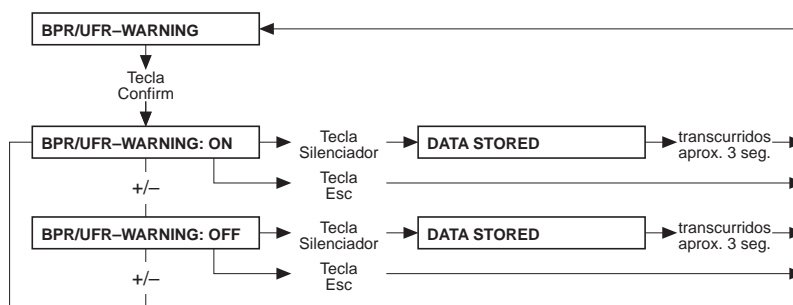 BPR/UFR–WARNING
Tecla
Confirm
BPR/UFR–WARNING: ON
Tecla
Silenciador
DATA STORED
transcurridos
aprox. 3 seg.
+/–
Tecla
Esc
BPR/UFR–WARNING: OFF
Tecla
Silenciador
DATA STORED
transcurridos
aprox. 3 seg.
+/–
Tecla
Esc